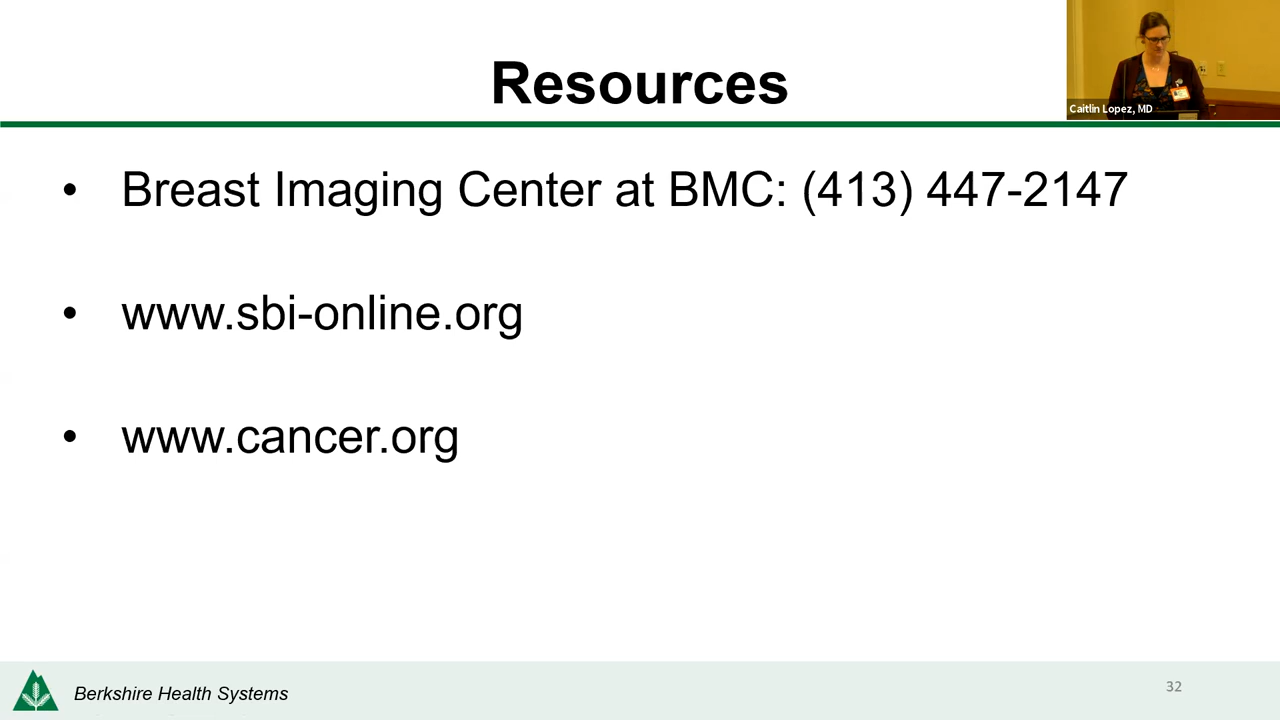 Resources
Caitlin Lopez, MD
• Breast Imaging Center at BMC: (413) 447-2147
• www.sbi-online.org
• www.cancer.org
Berkshire Health Systems
32